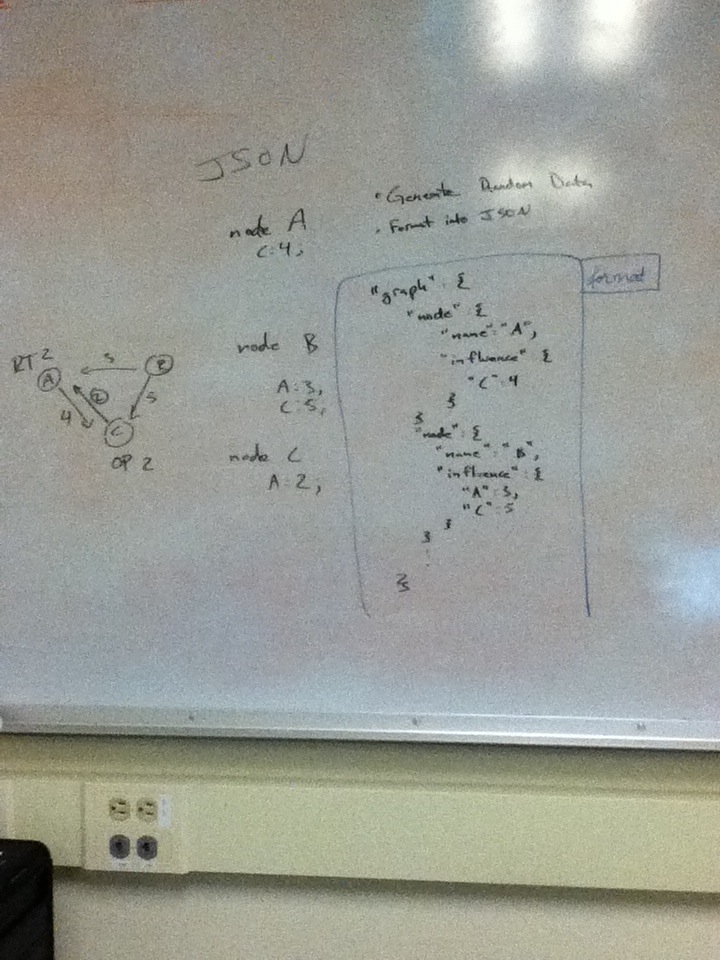 JSON
• Generate Random Data
• Format into JSON
node A
C:4,
node B
A:3,
C:5,
node C
A:2,
RT 2
A
B
C
5
5
4
2
OP 2
format
"graph": {
"node": {
"name":"A",
"influence" {
"C":4
}
}
"node": {
"name":"B",
"influence": {
"A":3,
"C":5
}
}
}